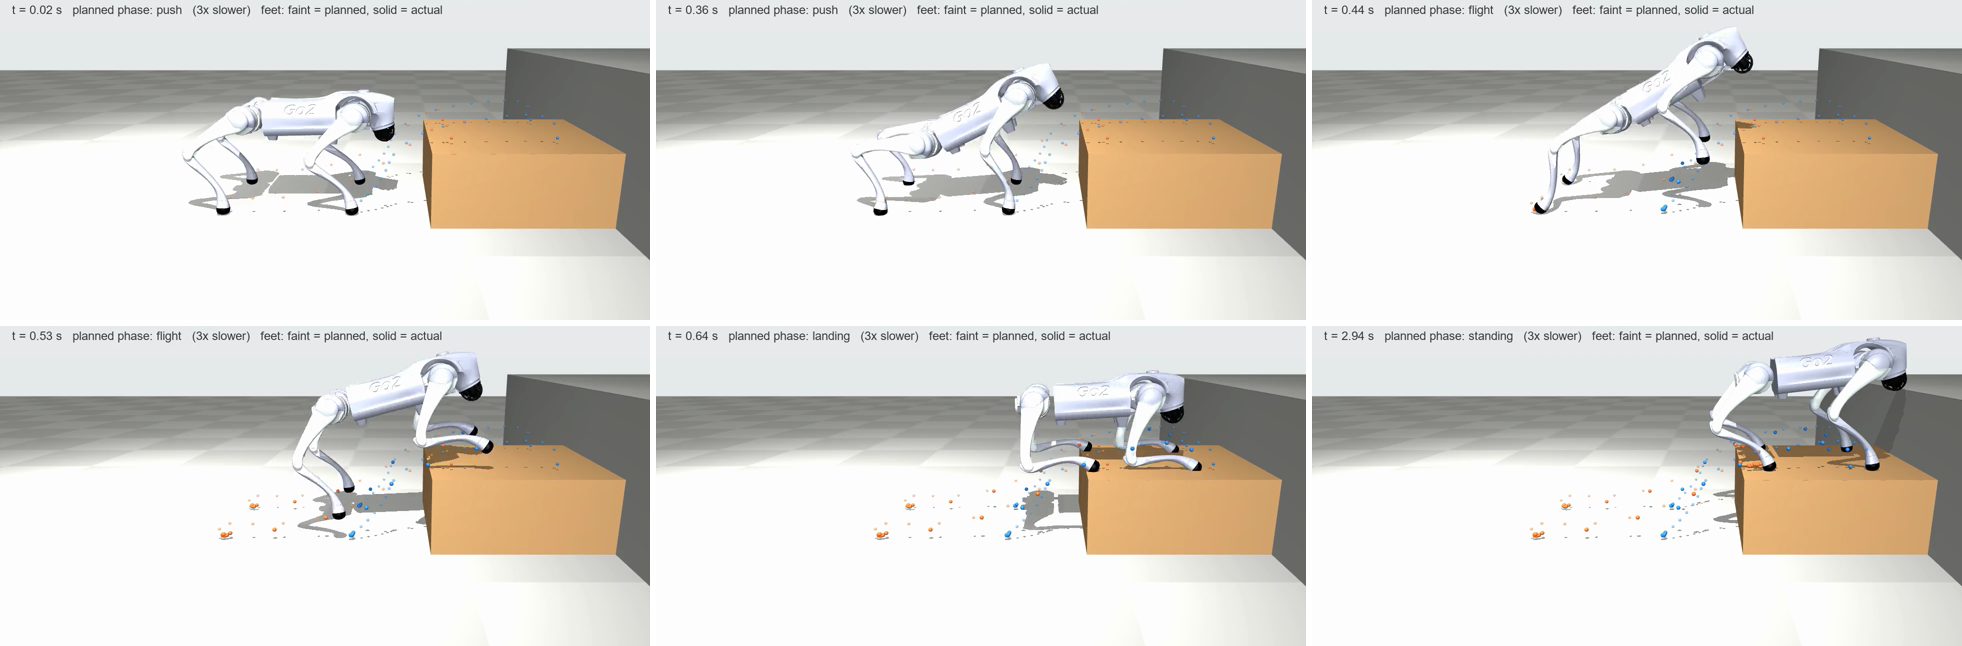 t = 0.02 s planned phase: push (3x slower) feet: faint = planned, solid = actual
t = 0.36 s planned phase: push (3x slower) feet: faint = planned, solid = actual
t = 0.44 s planned phase: flight (3x slower) feet: faint = planned, solid = actual
Go2
Go2
Go2
t = 0.53 s planned phase: flight (3x slower) feet: faint = planned, solid = actual
t = 0.64 s planned phase: landing (3x slower) feet: faint = planned, solid = actual
t = 2.94 s planned phase: standing (3x slower) feet: faint = planned, solid = actual
Go2
Go2
Go2